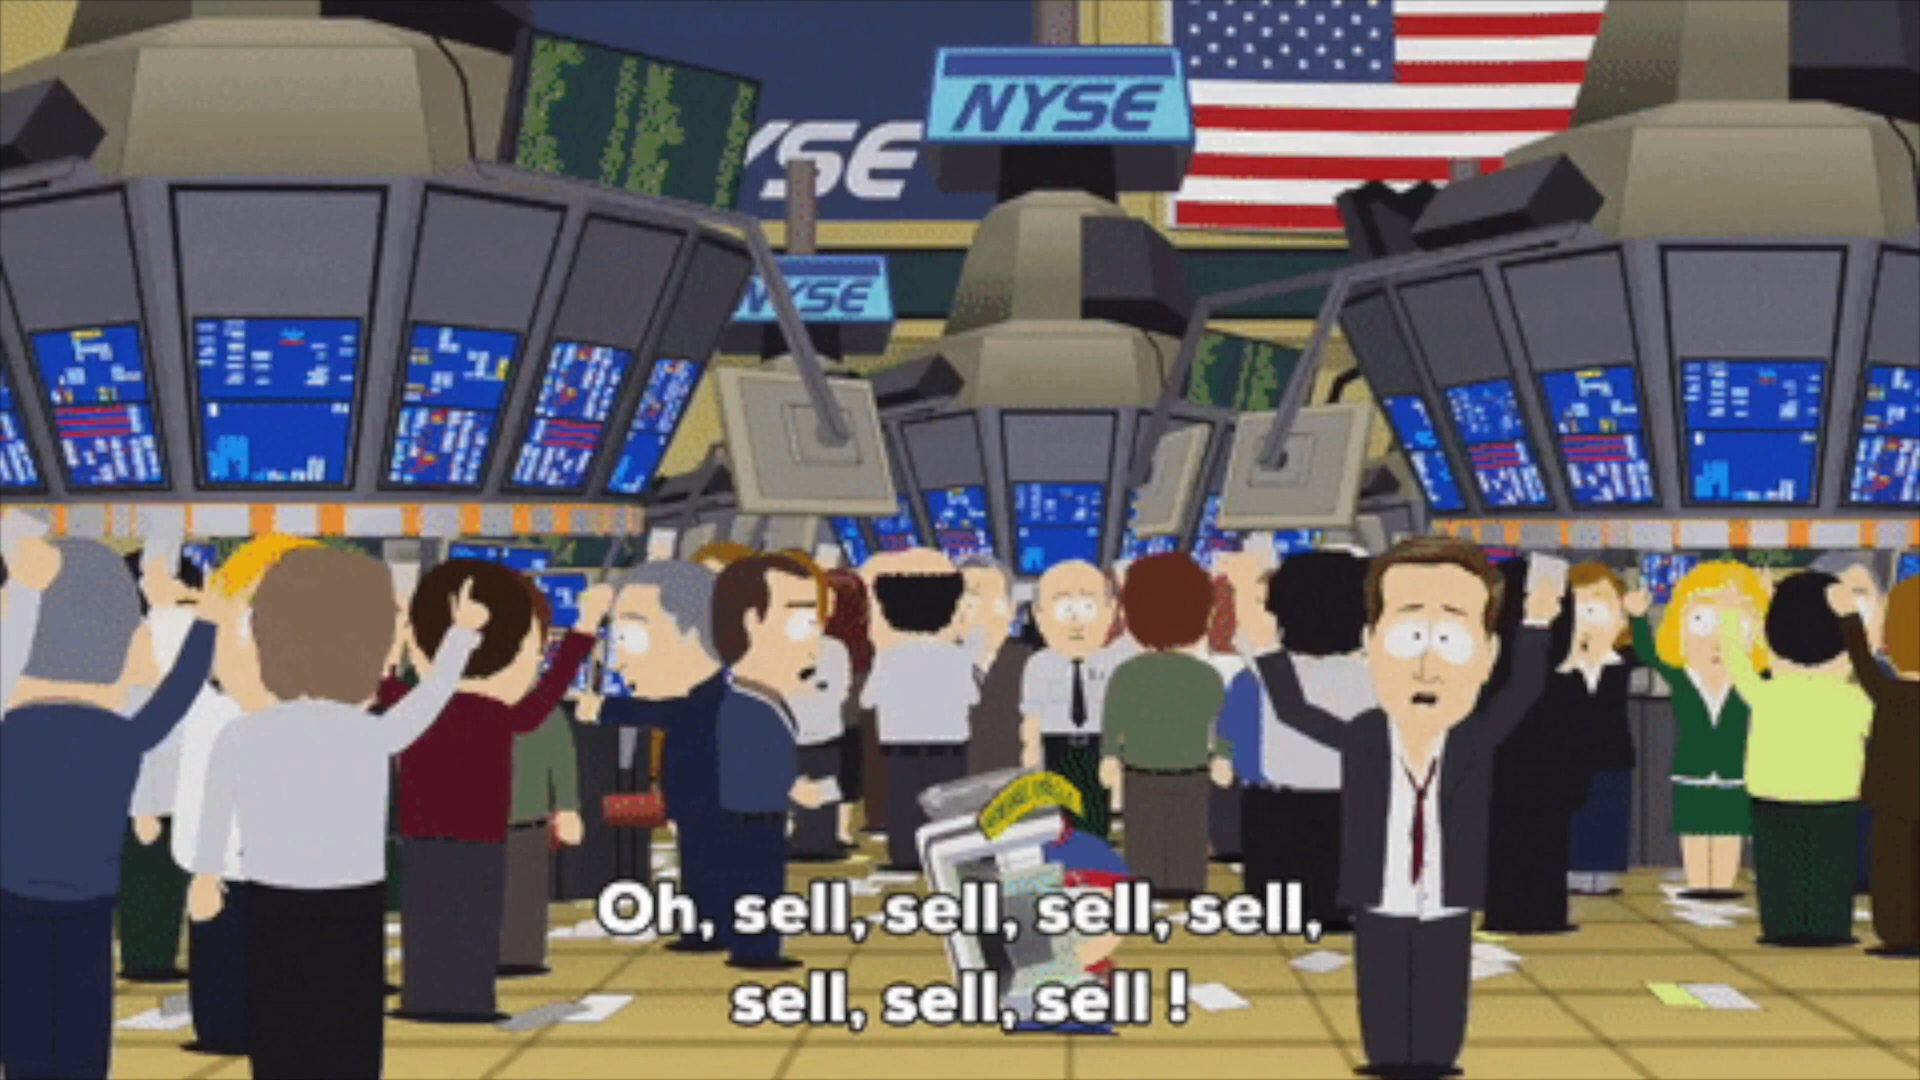 NYSE
YSE
NYSE
Oh, sell, sell, sell, sell,
sell, sell, sell !